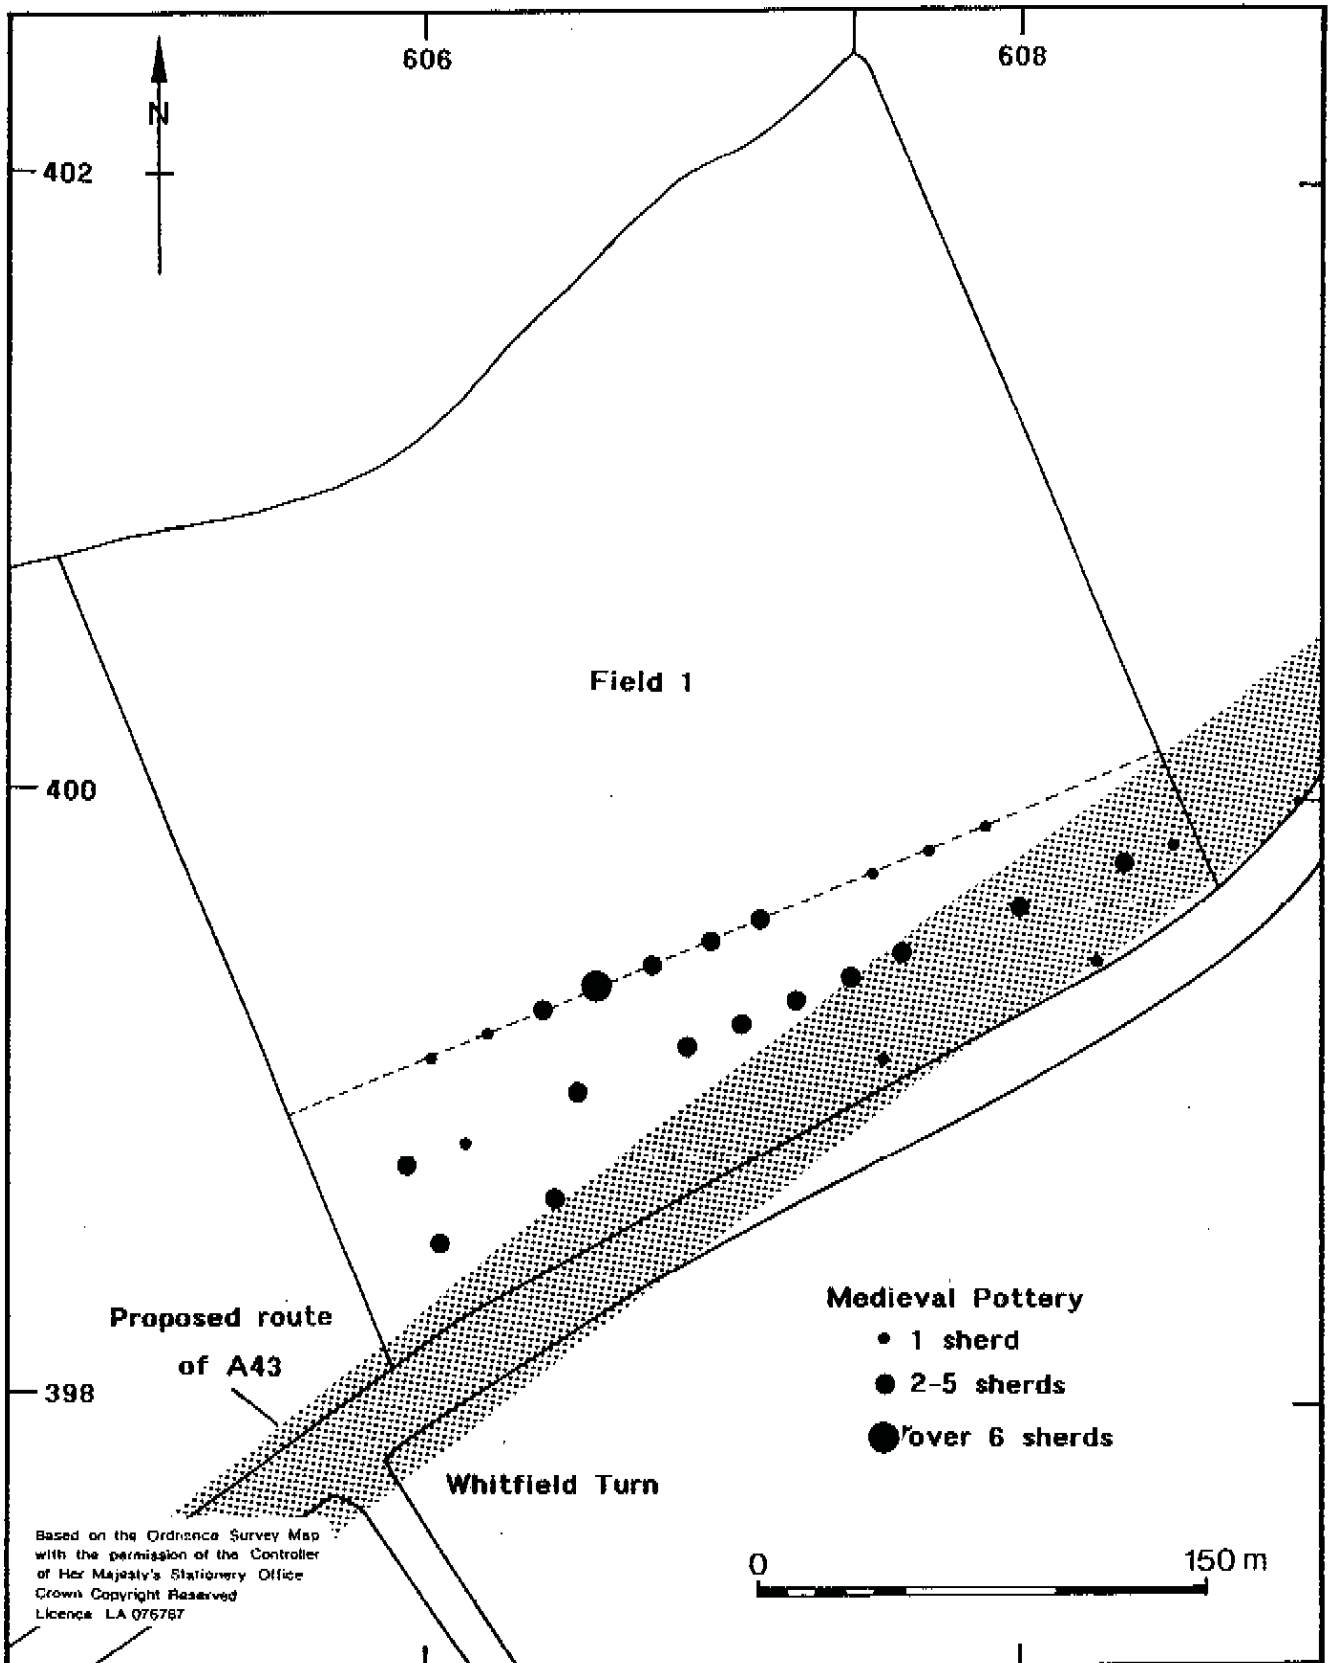 606
608
N
402
Field 1
400
Proposed route
of A43
398
Whitfield Turn
Medieval Pottery
1 sherd
2-5 sherds
over 6 sherds
0
150 m
Based on the Ordnance Survey Map
with the permission of the Controller
of Her Majesty's Stationery Office
Crown Copyright Reserved
Licence LA 076767